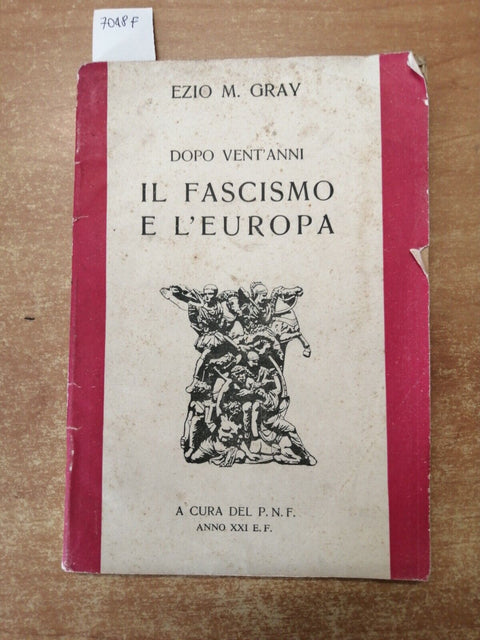 7048F
EZIO M. GRAY
DOPO VENT'ANNI
IL FASCISMO
E L'EUROPA
A CURA DEL P. N. F.
ANNO XXI E. F.